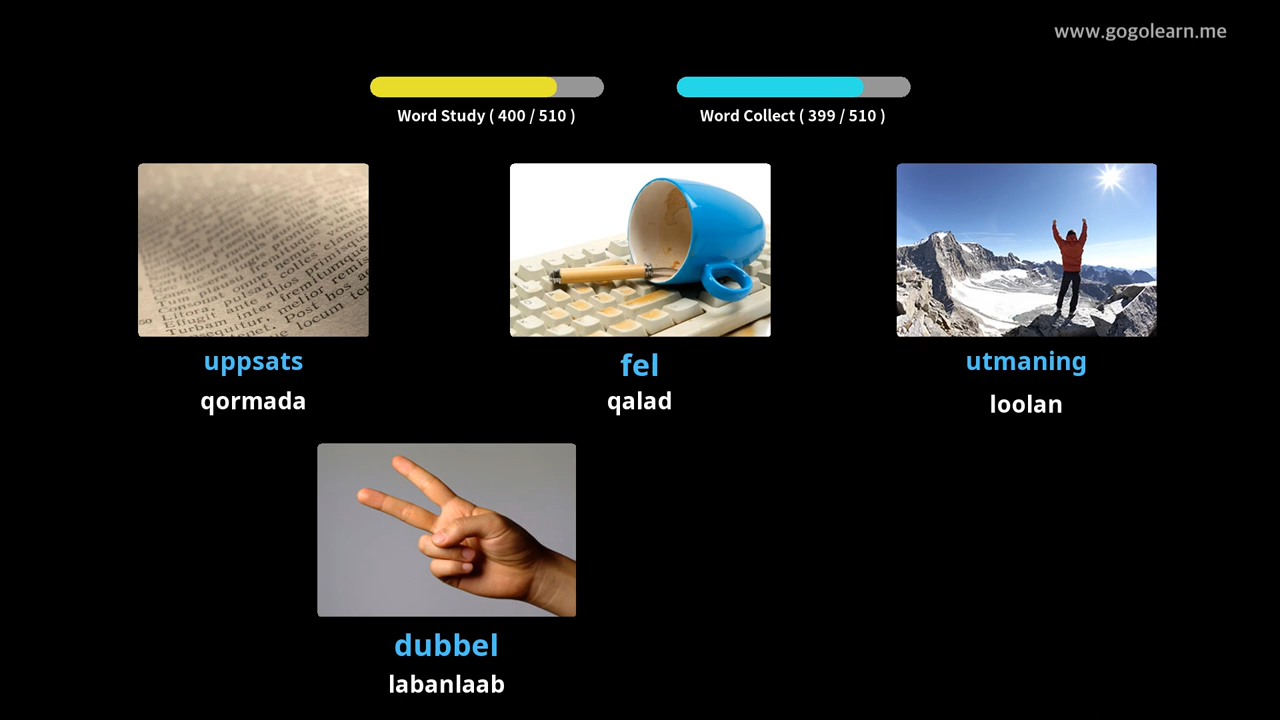 www.gogolearn.me
Word Study ( 400 / 510 )
Word Collect ( 399 / 510 )
uppsats
qormada
fel
qalad
utmaning
loolan
dubbel
labanlaab